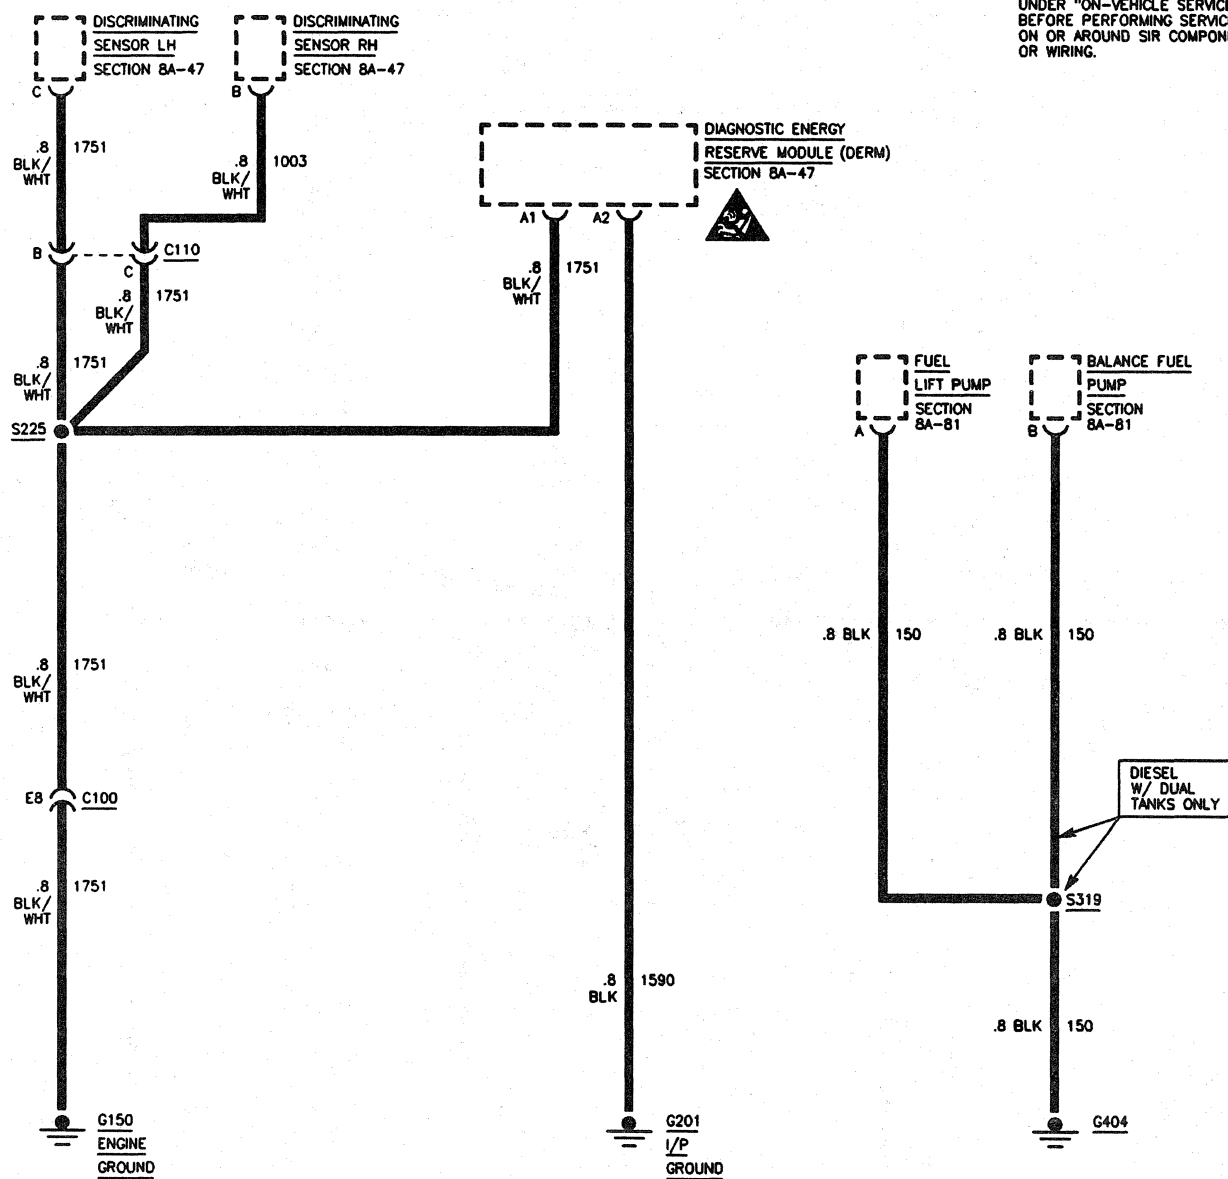 UNDER "ON-VEHICLE SERVICE
BEFORE PERFORMING SERVICE
ON OR AROUND SIR COMPONE
OR WIRING.
DISCRIMINATING
SENSOR LH
SECTION 8A-47
C
DISCRIMINATING
SENSOR RH
SECTION 8A-47
B
.8
BLK/
WHT
1751
.8
BLK/
WHT
1003
DIAGNOSTIC ENERGY
RESERVE MODULE (DERM)
SECTION 8A-47
A1
A2
B
C
C110
.8
BLK/
WHT
1751
.8
BLK/
WHT
1751
.8
BLK/
WHT
1751
S225
FUEL
LIFT PUMP
SECTION
8A-81
A
BALANCE FUEL
PUMP
SECTION
8A-81
B
.8
BLK/
WHT
1751
.8 BLK
150
.8 BLK
150
E8
C100
DIESEL
W/ DUAL
TANKS ONLY
.8
BLK/
WHT
1751
S319
.8
BLK
1590
.8 BLK
150
G150
ENGINE
GROUND
G201
I/P
GROUND
G404